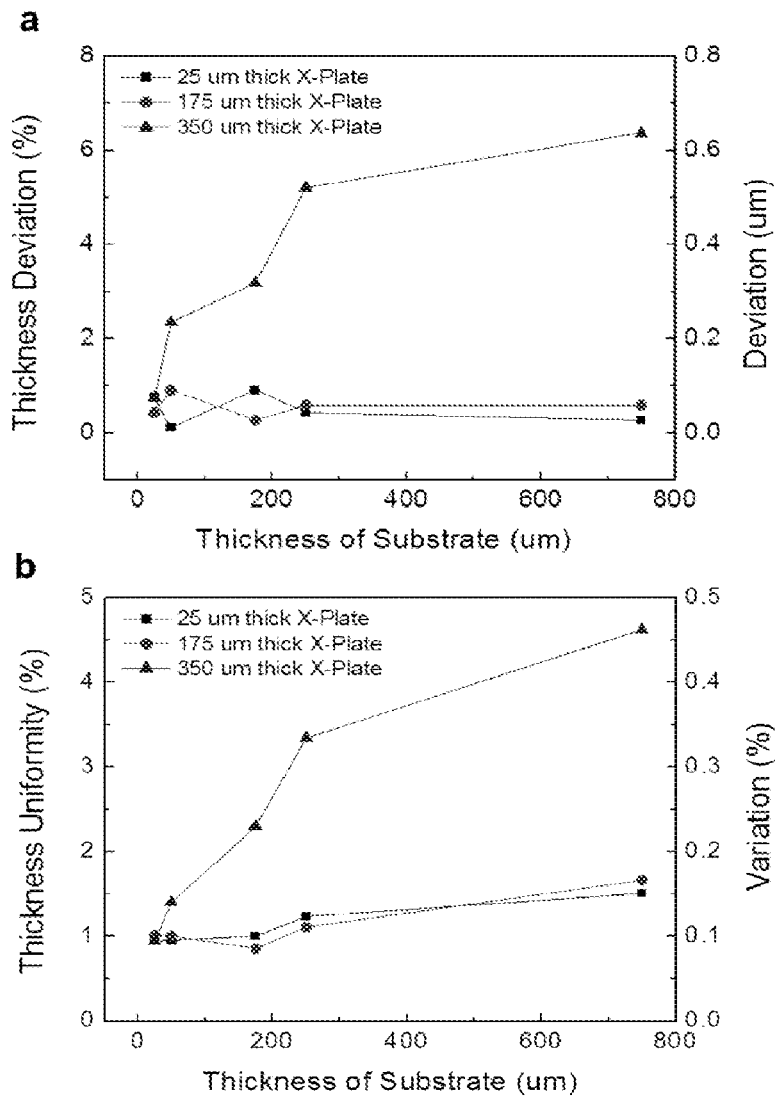 a
8
0.8
25 um thick X-Plate
175 um thick X-Plate
350 um thick X-Plate
6
0.6
4
0.4
2
0.2
0
0.0
Thickness Deviation (%)
Deviation (um)
0 200 400 600 800
Thickness of Substrate (um)
b
5
0.5
25 um thick X-Plate
175 um thick X-Plate
350 um thick X-Plate
4
0.4
3
0.3
2
0.2
1
0.1
0
0.0
Thickness Uniformity (%)
Variation (%)
0 200 400 600 800
Thickness of Substrate (um)